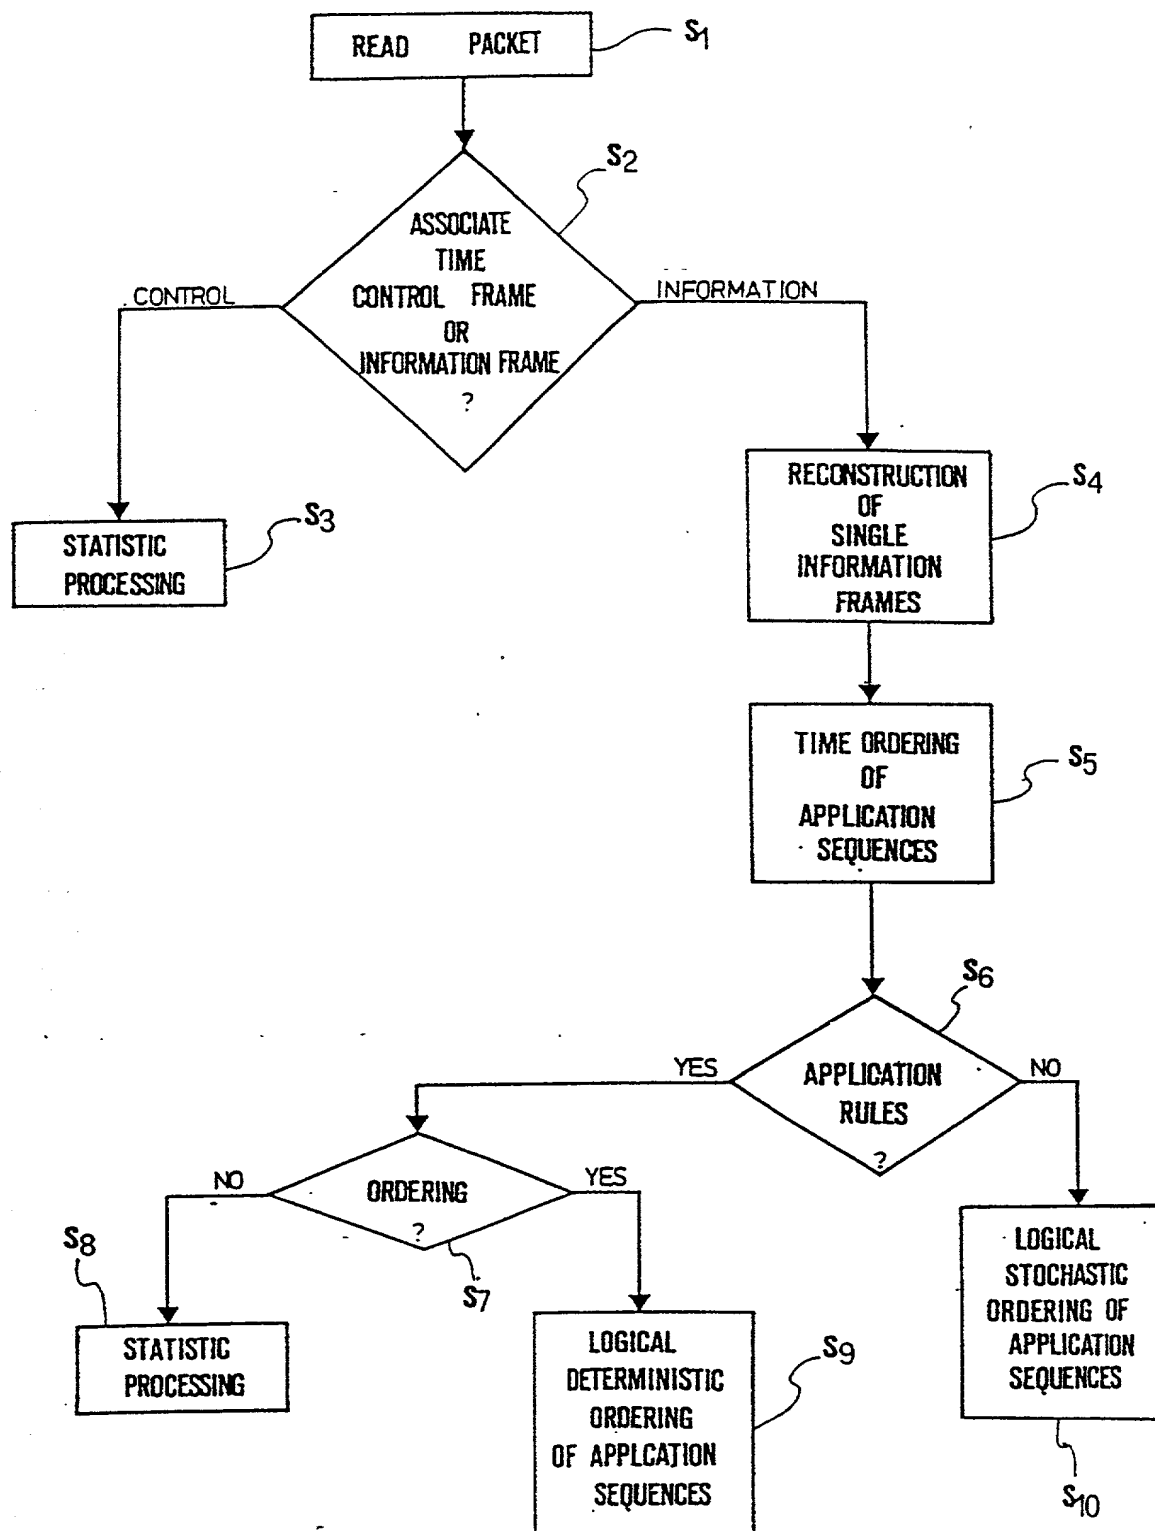 READ PACKET
S1
S2
ASSOCIATE
TIME
CONTROL FRAME
OR
INFORMATION FRAME
?
CONTROL
INFORMATION
S3
STATISTIC
PROCESSING
S4
RECONSTRUCTION
OF
SINGLE
INFORMATION
FRAMES
S5
TIME ORDERING
OF
APPLICATION
SEQUENCES
S6
APPLICATION
RULES
?
YES
NO
ORDERING
?
NO
YES
S7
S8
STATISTIC
PROCESSING
S9
LOGICAL
DETERMINISTIC
ORDERING
OF APPLCATION
SEQUENCES
LOGICAL
STOCHASTIC
ORDERING OF
APPLICATION
SEQUENCES
S10